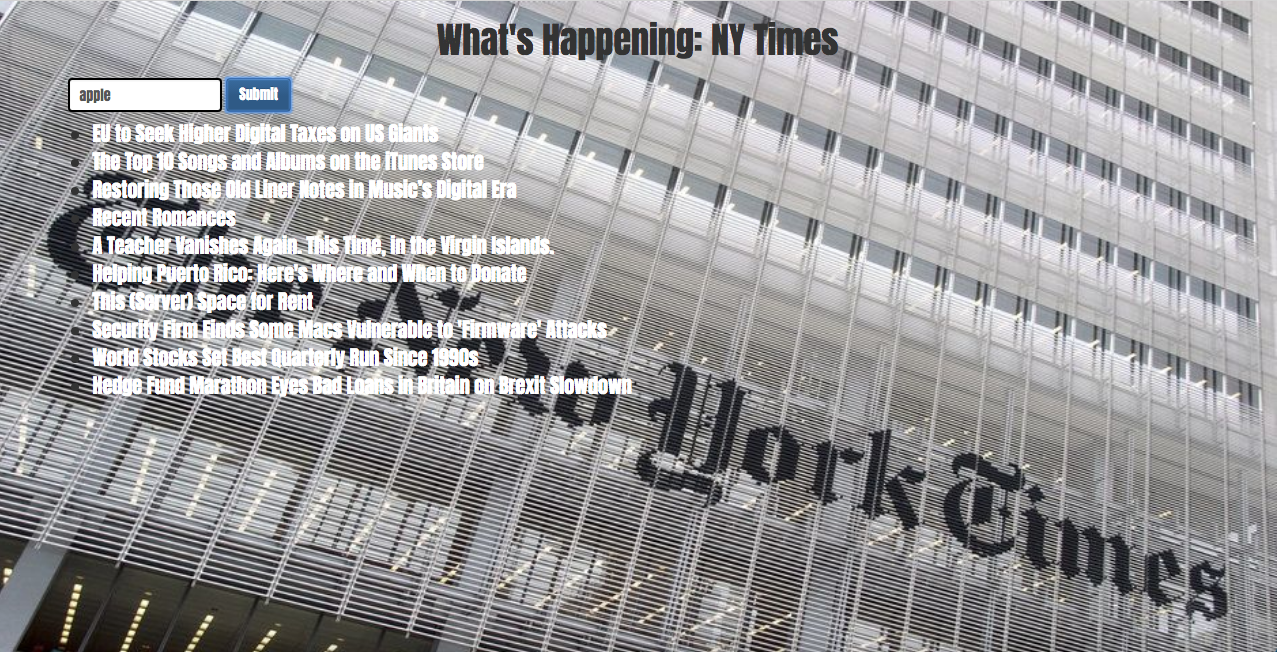 What's Happening: NY Times
apple Submit
EU to Seek Higher Digital Taxes on US Giants
The Top 10 Songs and Albums on the iTunes Store
Restoring Those Old Liner Notes in Music's Digital Era
Recent Romances
A Teacher Vanishes Again. This Time, in the Virgin Islands.
Helping Puerto Rico: Here's Where and When to Donate
This (Server) Space for Rent
Security Firm Finds Some Macs Vulnerable to 'Firmware' Attacks
World Stocks Set Best Quarterly Run Since 1990s
Hedge Fund Marathon Eyes Bad Loans in Britain on Brexit Slowdown
The New York Times